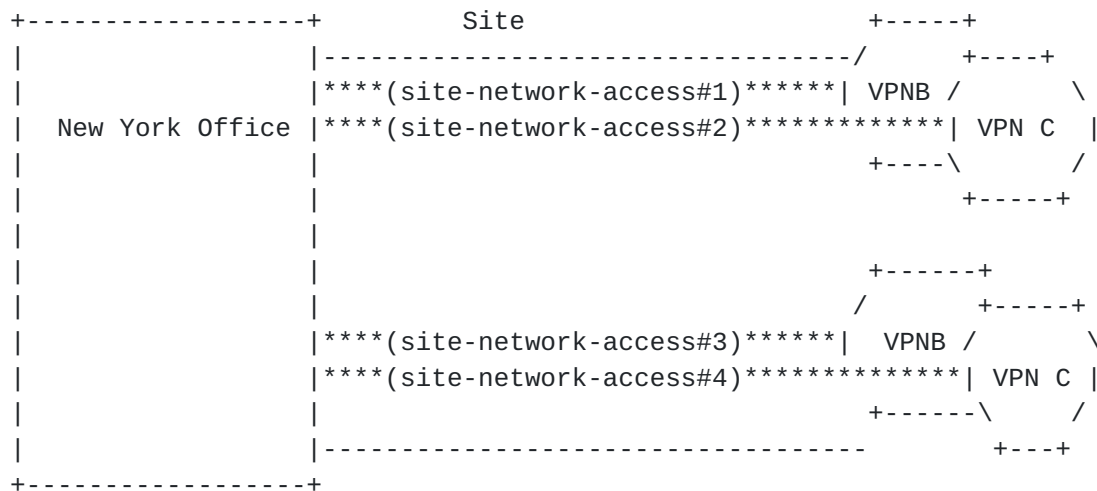 Site
****(site-network-access#1)******| VPNB
New York Office |****(site-network-access#2)*************| VPN C |
****(site-network-access#3)******| VPNB
****(site-network-access#4)**************| VPN C |